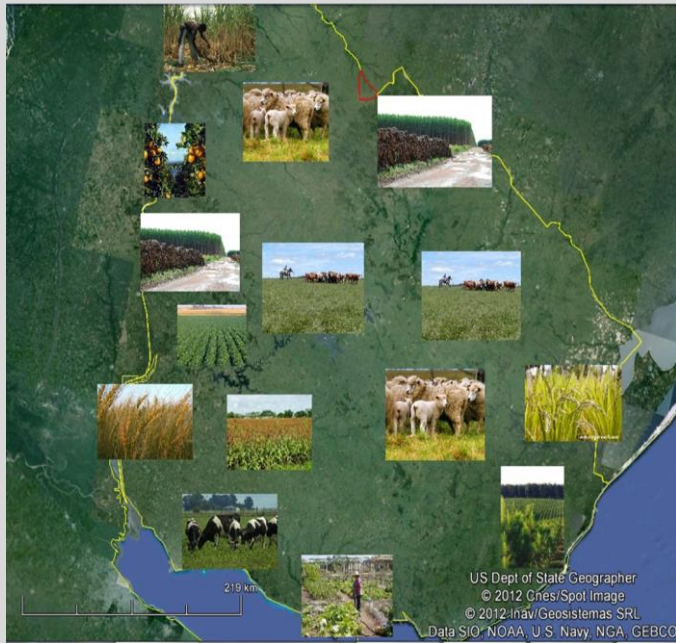 219 km
US Dept of State Geographer
© 2012 Cnes/Spot Image
© 2012 Inav/Geosistemas SRL
Data SIO, NOAA, U.S. Navy, NGA, GEBCO